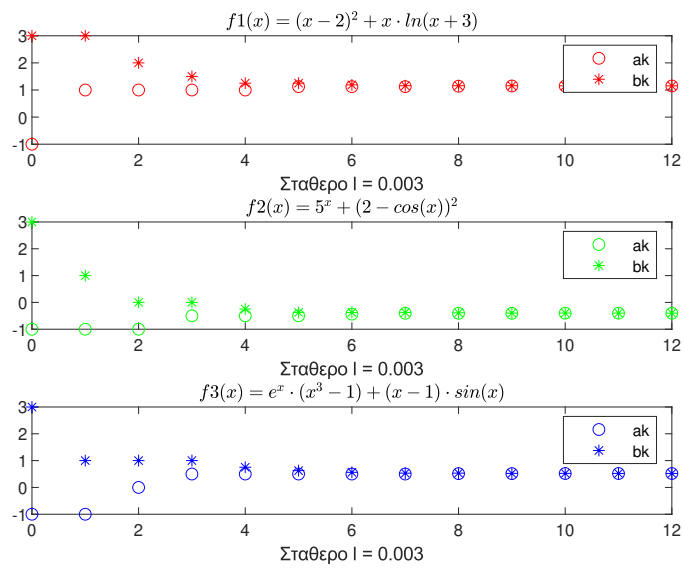 f1(x) = (x − 2)² + x · ln(x + 3)
3
2
1
0
-1
ak
bk
0 2 4 6 8 10 12
Σταθερο l = 0.003
f2(x) = 5ˣ + (2 − cos(x))²
3
2
1
0
-1
ak
bk
0 2 4 6 8 10 12
Σταθερο l = 0.003
f3(x) = eˣ · (x³ − 1) + (x − 1) · sin(x)
3
2
1
0
-1
ak
bk
0 2 4 6 8 10 12
Σταθερο l = 0.003